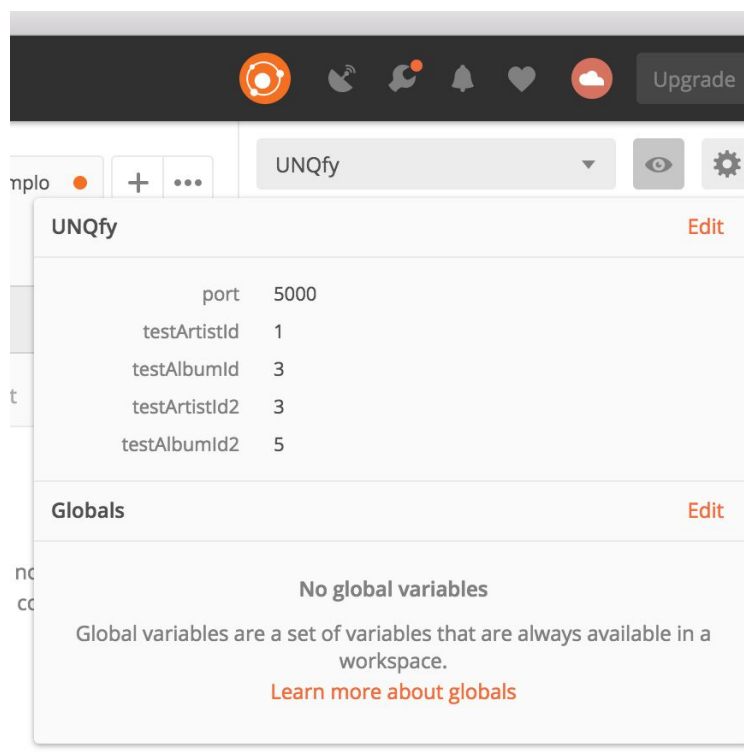 Upgrade
UNQfy
mplo
UNQfy Edit
port 5000
testArtistId 1
testAlbumId 3
testArtistId2 3
testAlbumId2 5
t
Globals Edit
No global variables
Global variables are a set of variables that are always available in a
workspace.
Learn more about globals